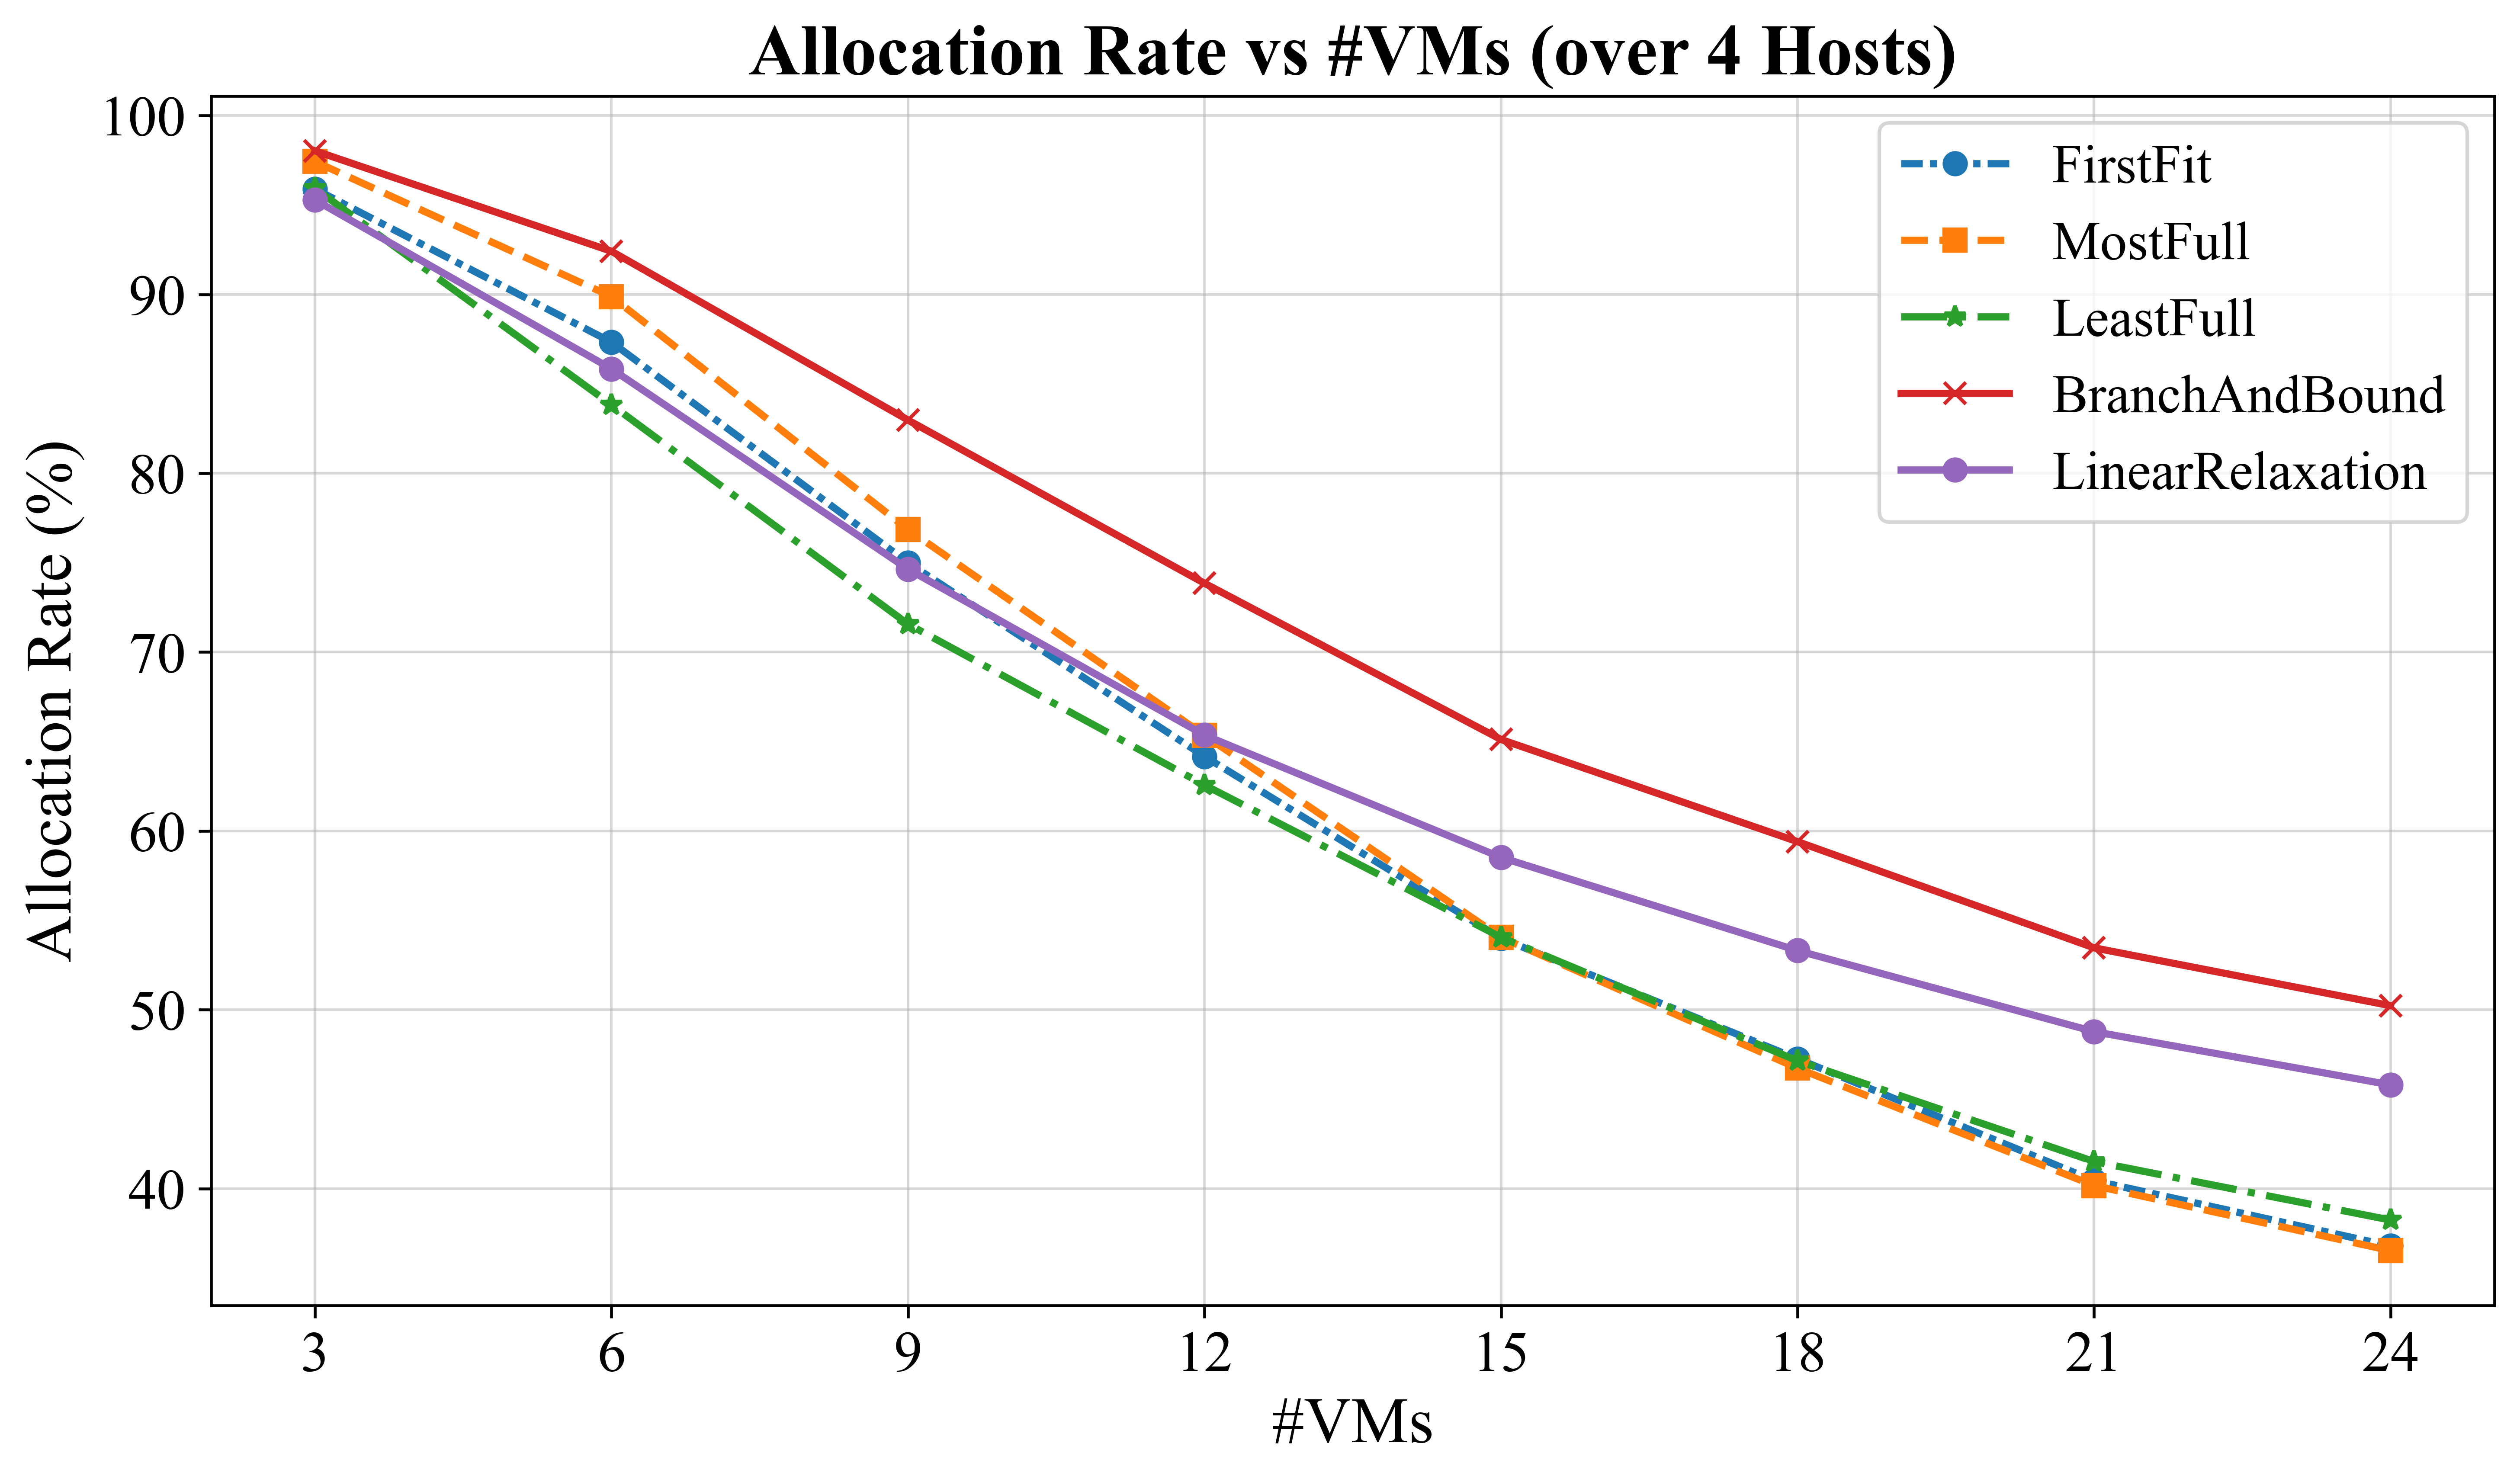 Allocation Rate vs #VMs (over 4 Hosts)
Allocation Rate (%)
100
90
80
70
60
50
40
FirstFit
MostFull
LeastFull
BranchAndBound
LinearRelaxation
3 6 9 12 15 18 21 24
#VMs